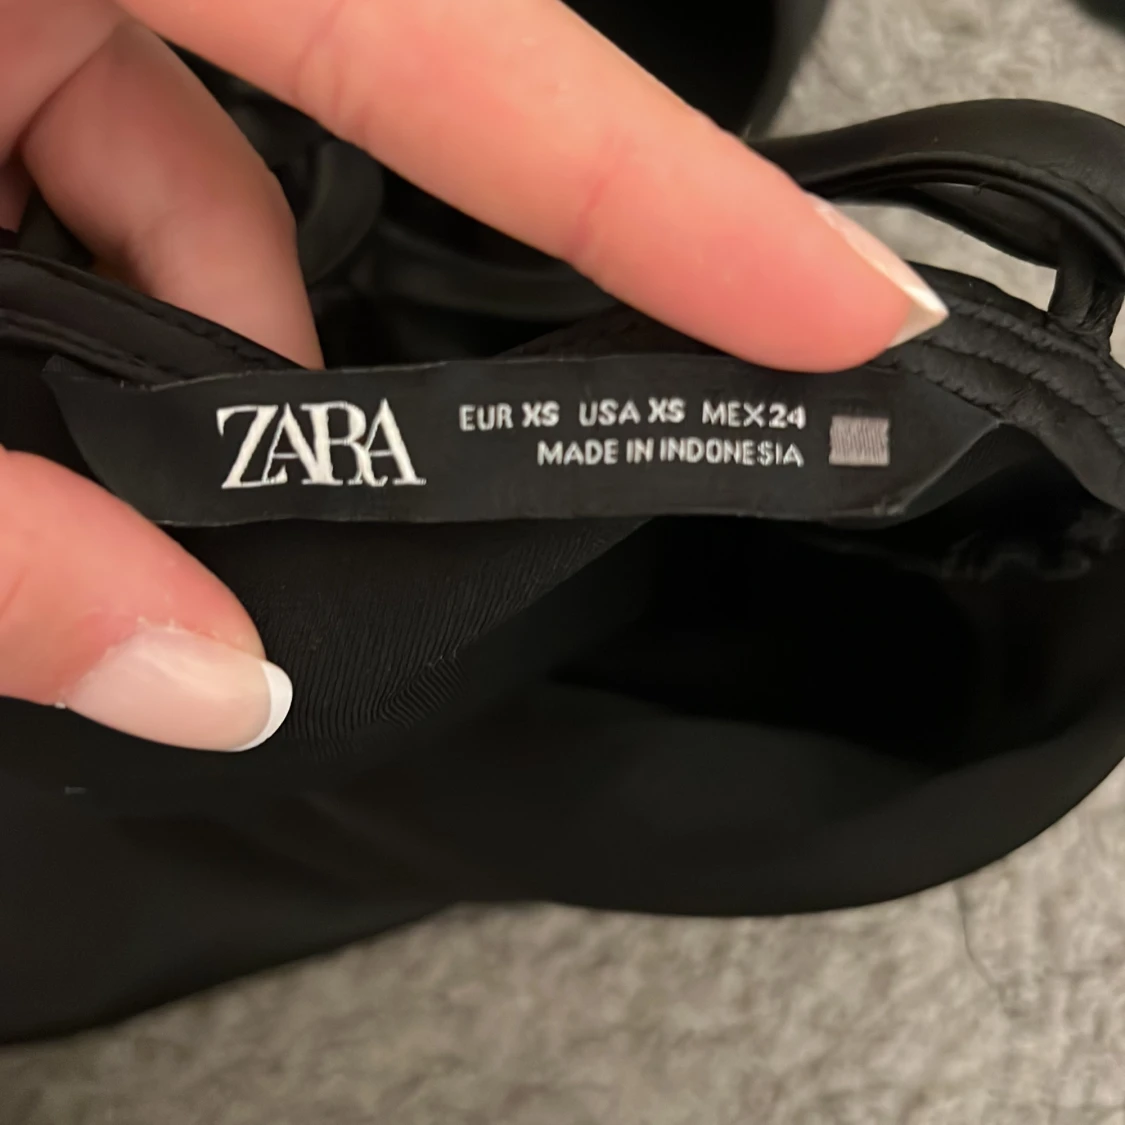 ZARA
EUR XS USA XS MEX 24
MADE IN INDONESIA